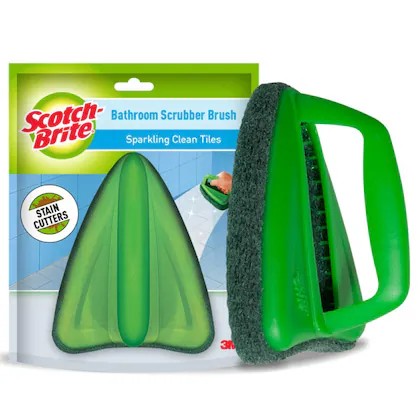 Scotch-
Brite
Bathroom Scrubber Brush
Sparkling Clean Tiles
STAIN
CUTTERS
3M